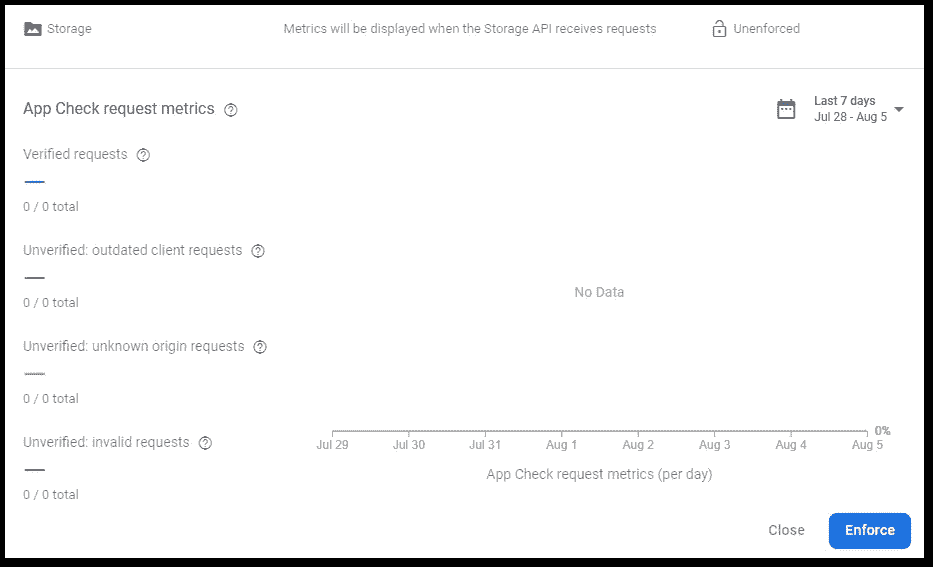 Storage
Metrics will be displayed when the Storage API receives requests
Unenforced
App Check request metrics
Last 7 days
Jul 28 - Aug 5
Verified requests
0 / 0 total
Unverified: outdated client requests
0 / 0 total
Unverified: unknown origin requests
0 / 0 total
Unverified: invalid requests
0 / 0 total
No Data
0%
Jul 29 Jul 30 Jul 31 Aug 1 Aug 2 Aug 3 Aug 4 Aug 5
App Check request metrics (per day)
Close
Enforce